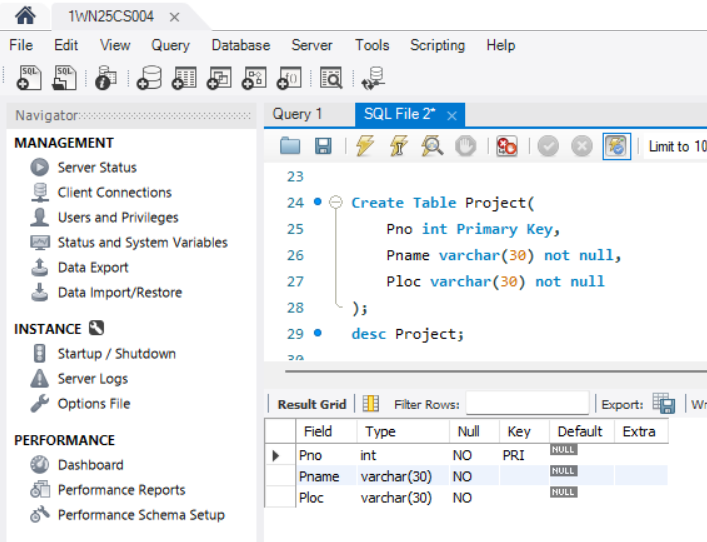 1WN25CS004 ×
File Edit View Query Database Server Tools Scripting Help
SQL SQL
Navigator
MANAGEMENT
Server Status
Client Connections
Users and Privileges
Status and System Variables
Data Export
Data Import/Restore
INSTANCE
Startup / Shutdown
Server Logs
Options File
PERFORMANCE
Dashboard
Performance Reports
Performance Schema Setup
Query 1 SQL File 2* ×
Limit to 10
23
24 Create Table Project(
25 Pno int Primary Key,
26 Pname varchar(30) not null,
27 Ploc varchar(30) not null
28 );
29 desc Project;
30
Result Grid Filter Rows: Export: Wr
Field Type Null Key Default Extra
Pno int NO PRI NULL
Pname varchar(30) NO NULL
Ploc varchar(30) NO NULL